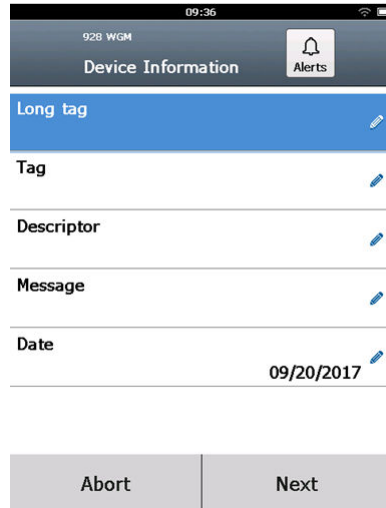 09:36
928 WGM
Device Information
Alerts
Long tag
Tag
Descriptor
Message
Date
09/20/2017
Abort
Next